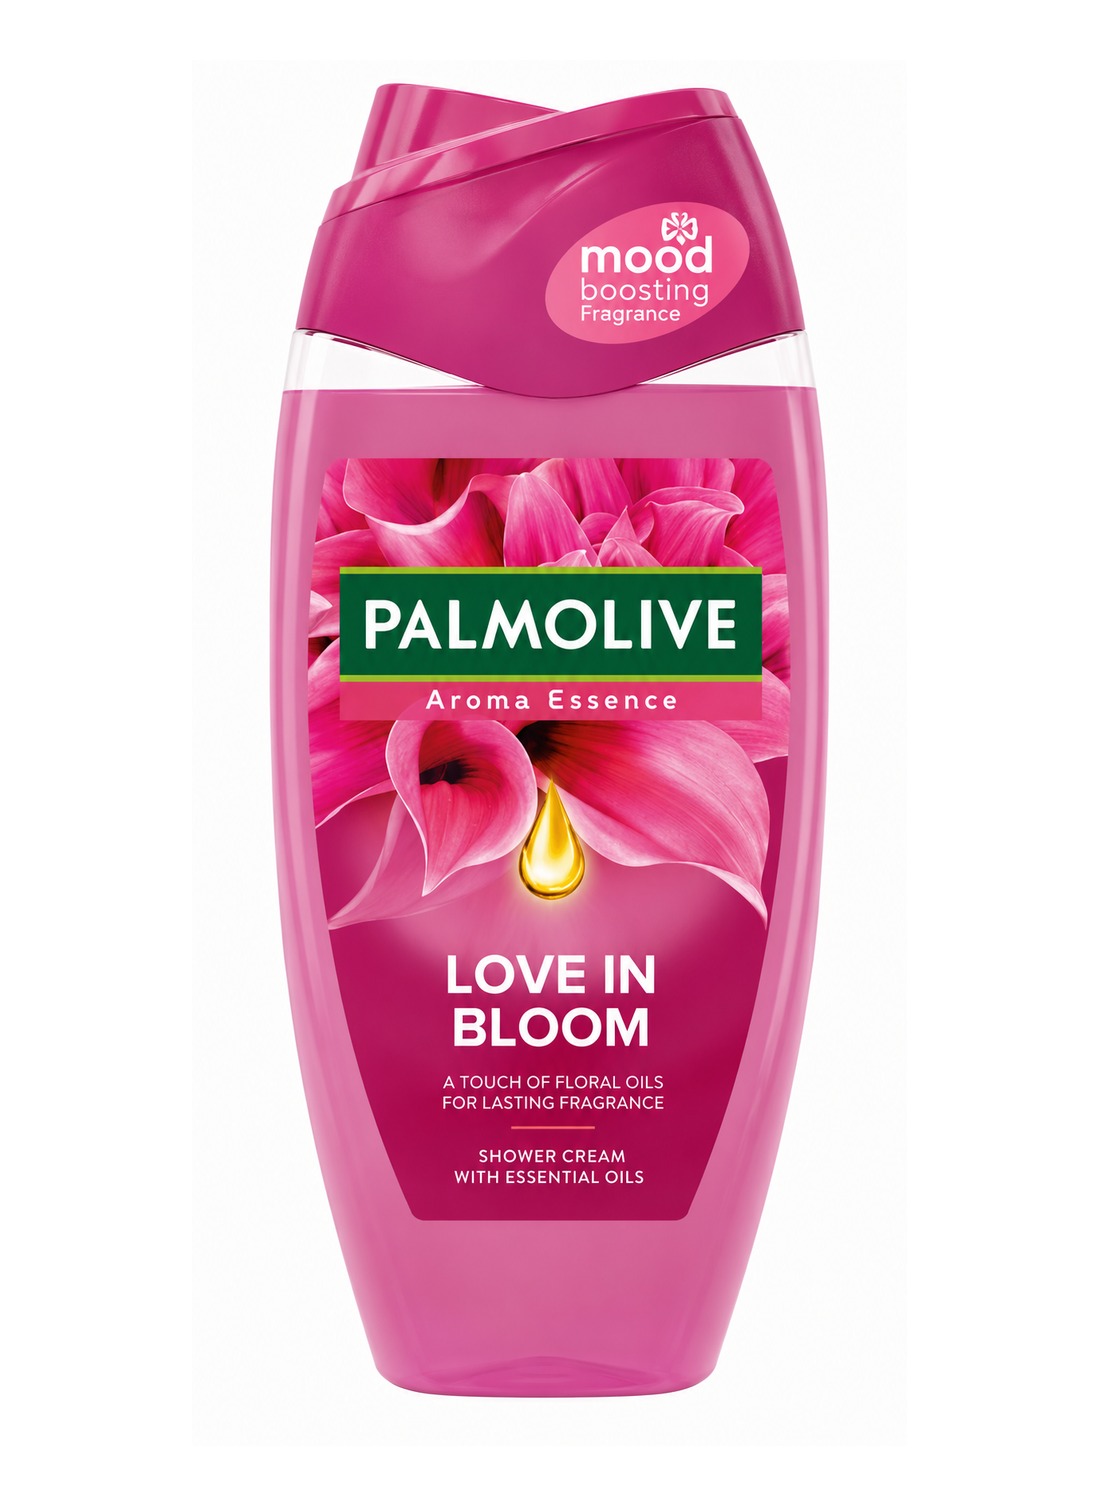 mood
boosting
Fragrance
PALMOLIVE
Aroma Essence
LOVE IN
BLOOM
A TOUCH OF FLORAL OILS
FOR LASTING FRAGRANCE
SHOWER CREAM
WITH ESSENTIAL OILS